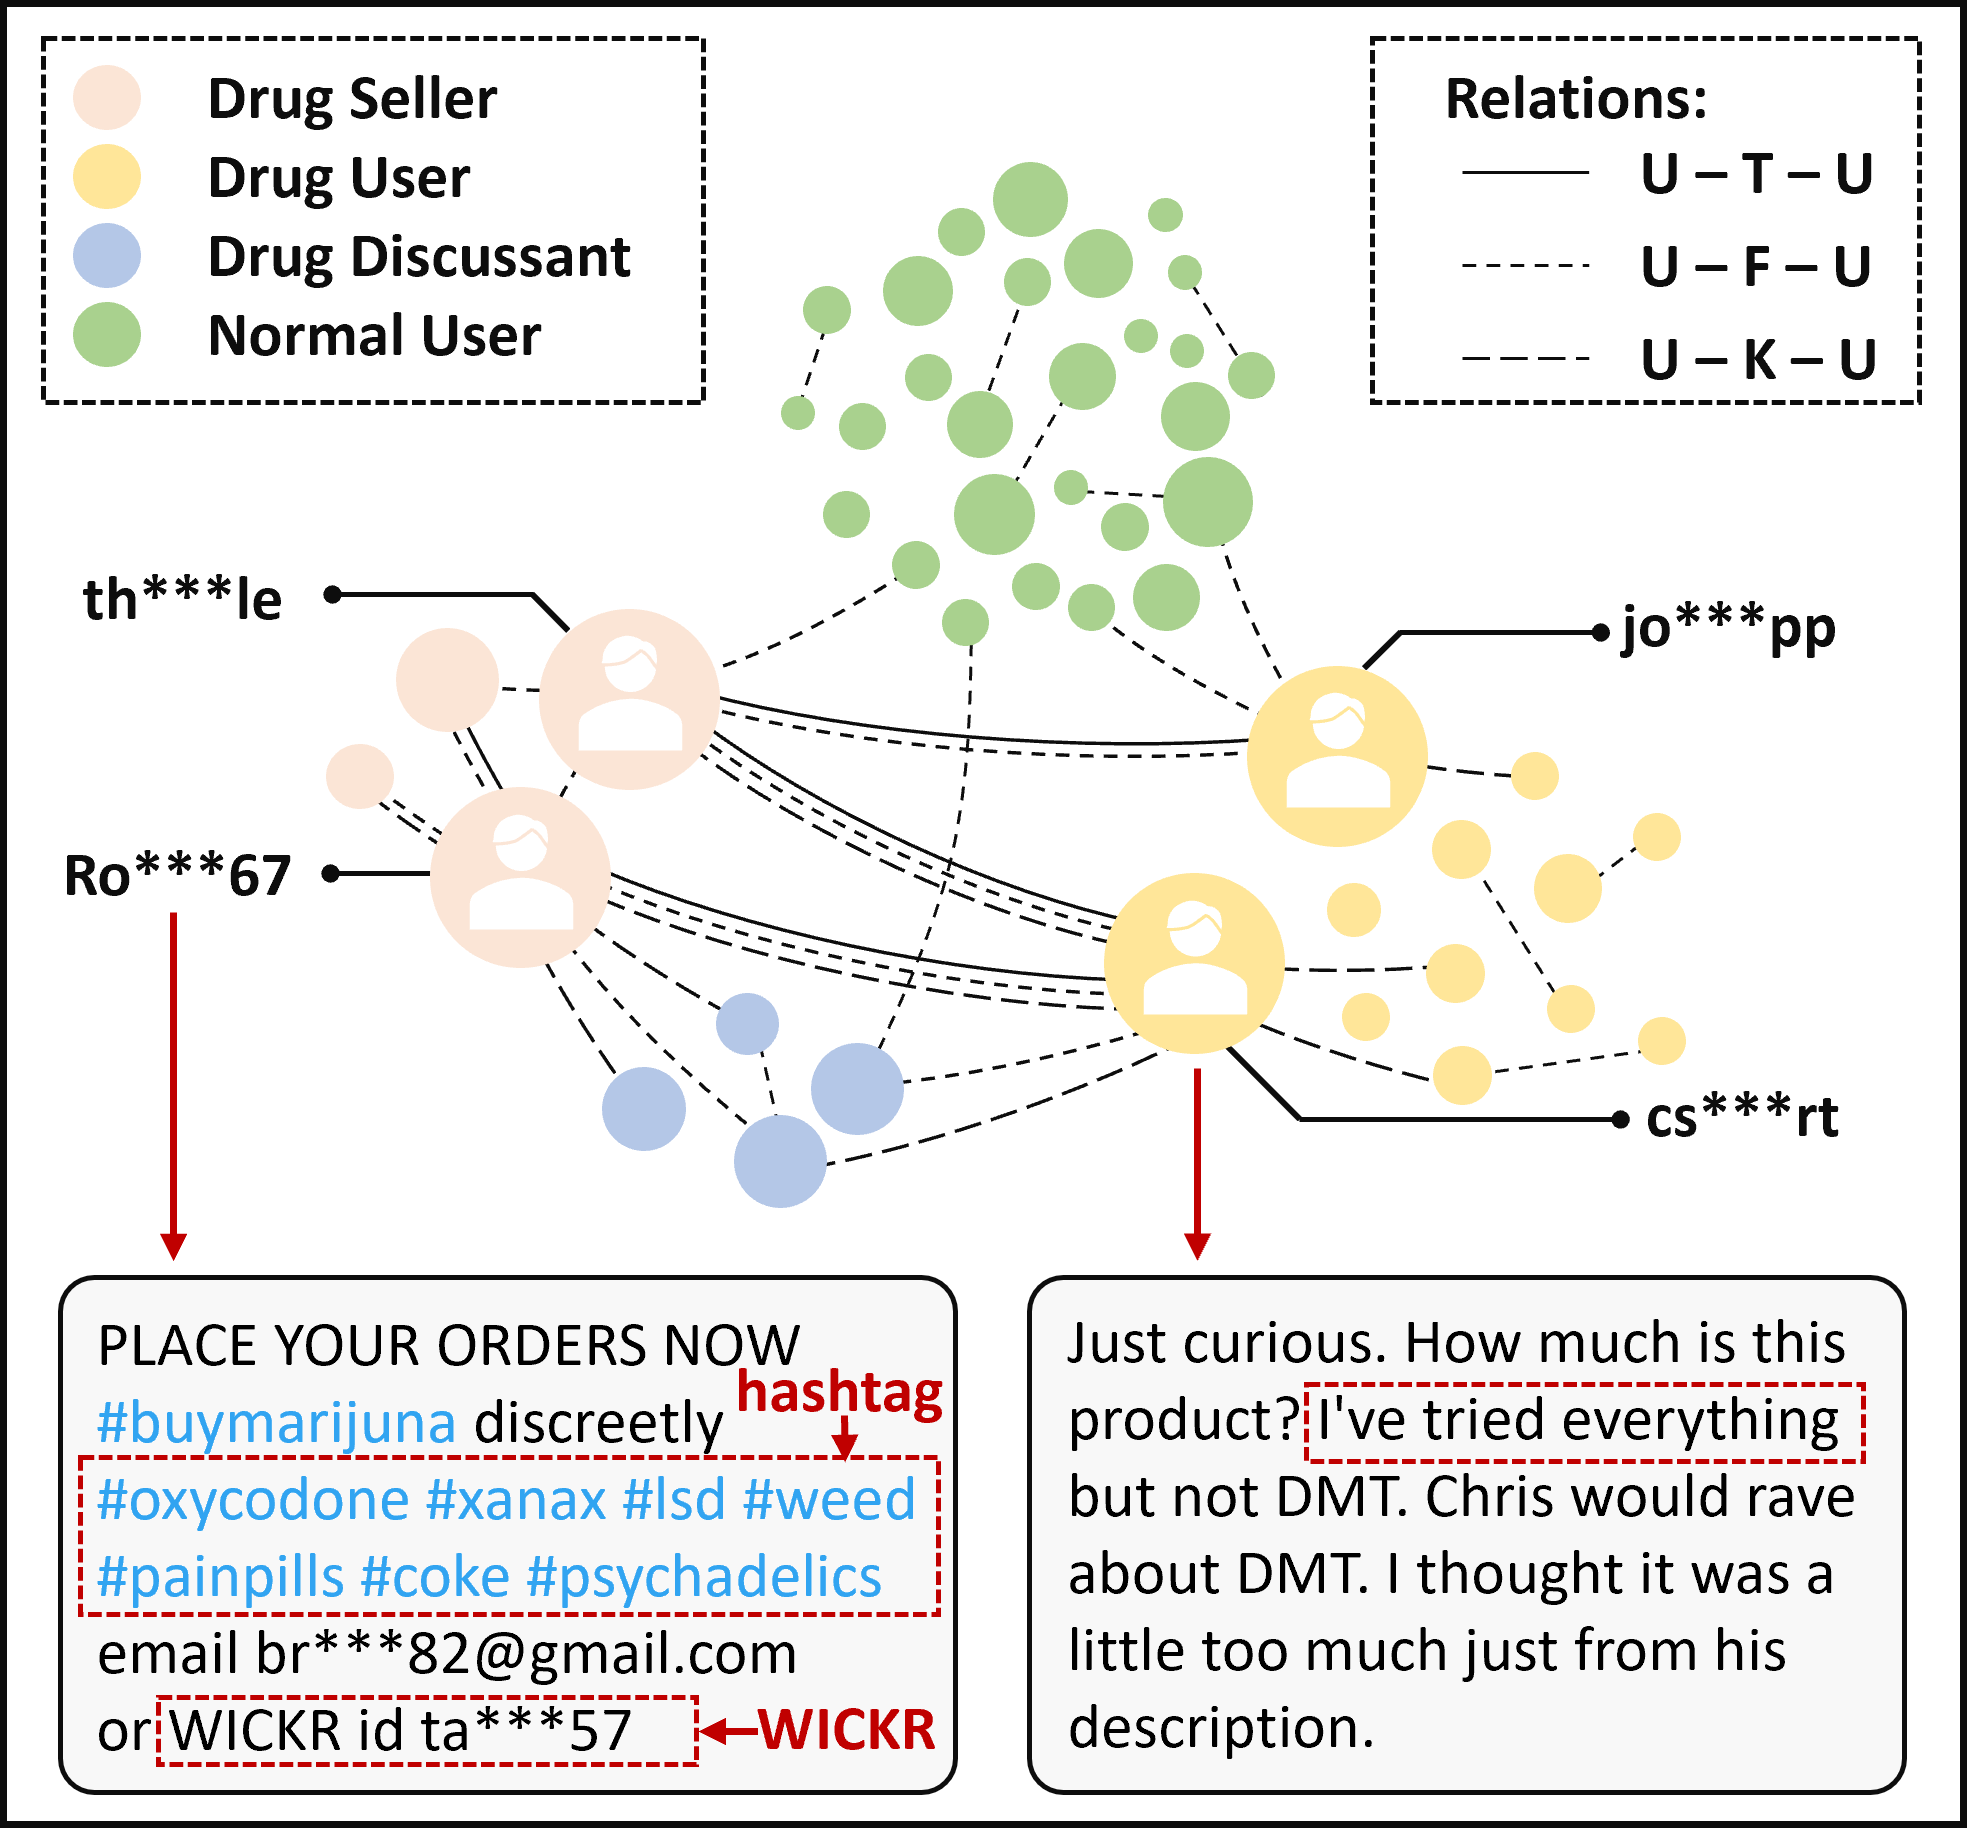 Drug Seller
Drug User
Drug Discussant
Normal User
Relations:
U – T – U
U – F – U
U – K – U
th***le
jo***pp
Ro***67
cs***rt
PLACE YOUR ORDERS NOW
hashtag
#buymarijuna discreetly
#oxycodone #xanax #lsd #weed
#painpills #coke #psychadelics
email br***82@gmail.com
or WICKR id ta***57
WICKR
Just curious. How much is this
product? I've tried everything
but not DMT. Chris would rave
about DMT. I thought it was a
little too much just from his
description.